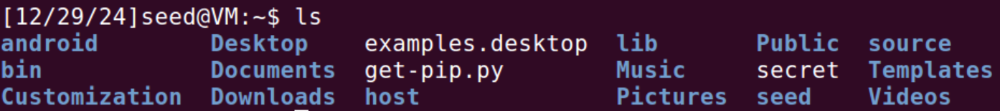 [12/29/24]seed@VM:~$ ls
android Desktop examples.desktop lib Public source
bin Documents get-pip.py Music secret Templates
Customization Downloads host Pictures seed Videos